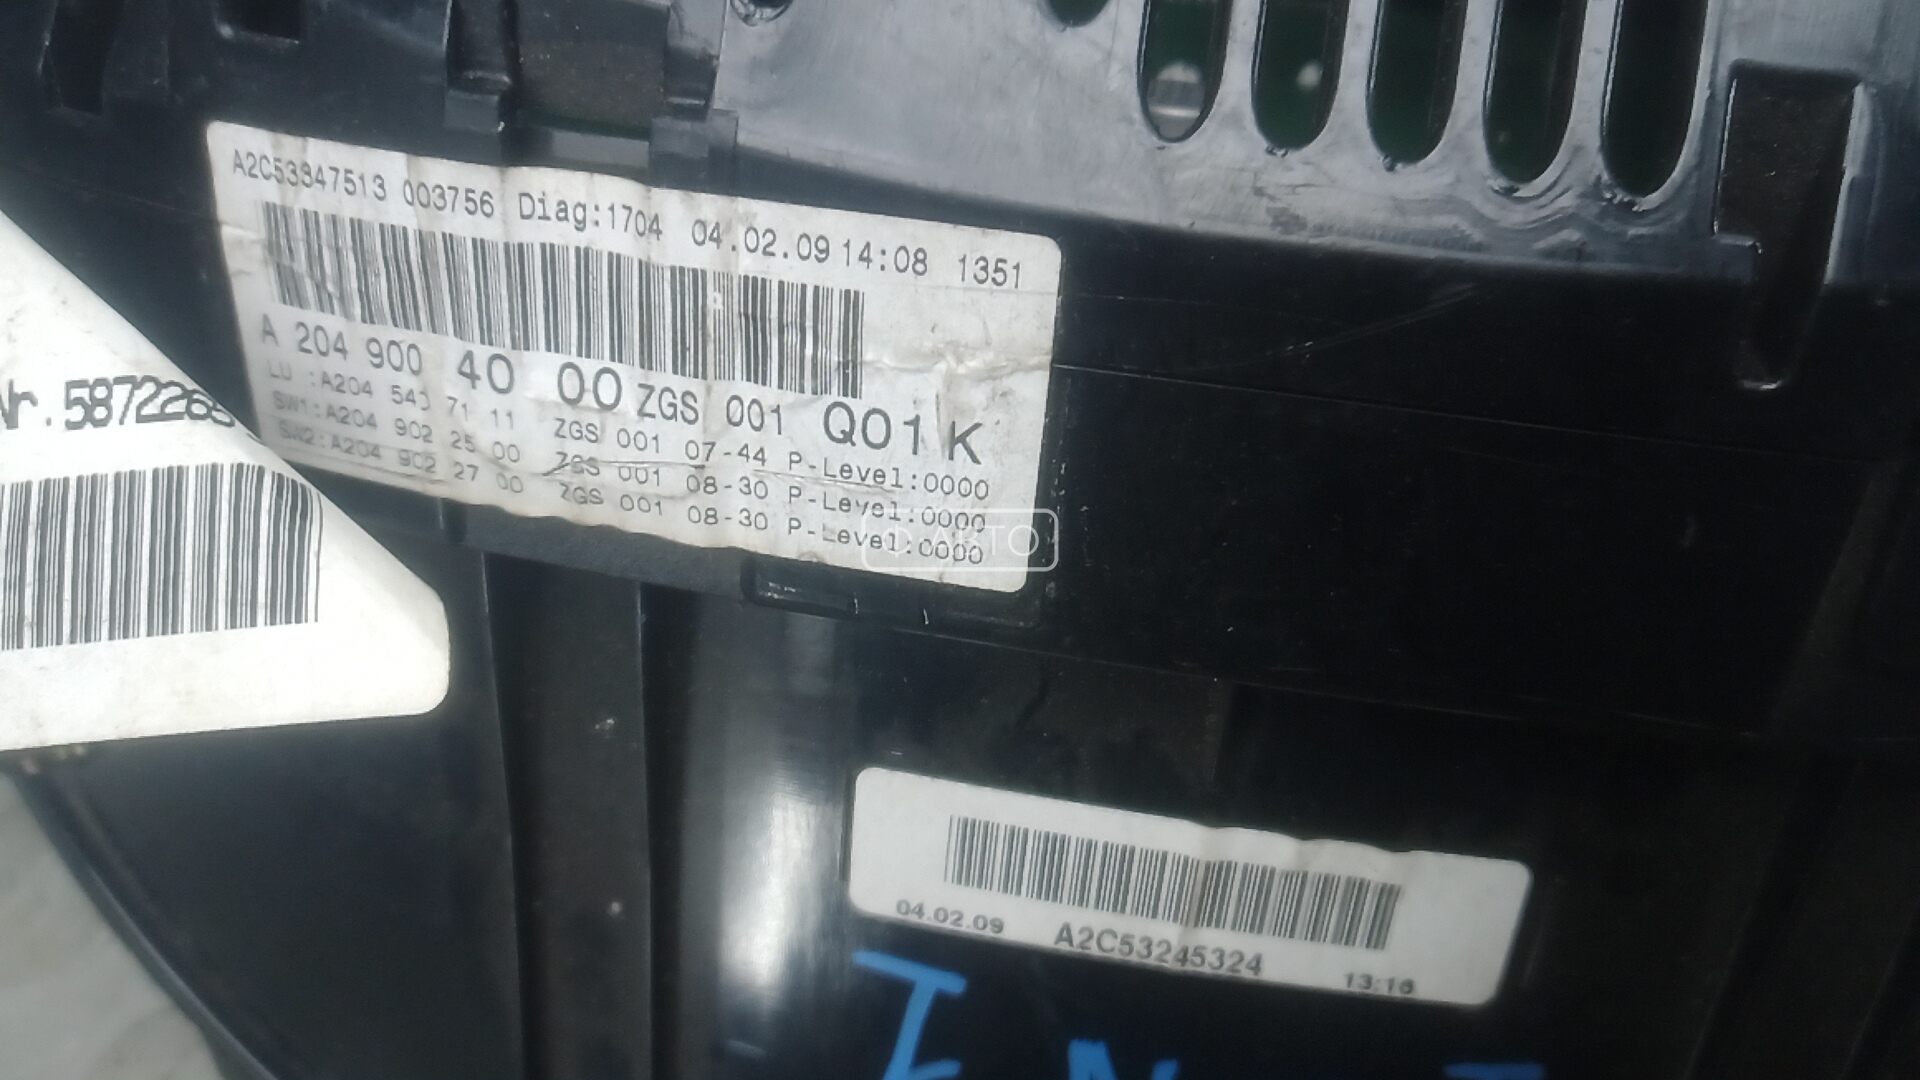 A2C53347513 003756 Diag:1704 04.02.09 14:08 1351
A 204 900 40 00 ZGS 001 Q01 K
LU :A204 540 71 11 ZGS 001 07-44 P-Level:0000
SW1:A204 902 25 00 ZGS 001 08-30 P-Level:0000
SW2:A204 902 27 00 ZGS 001 08-30 P-Level:0000
Nr.5872265
04.02.09 A2C53245324 13:16